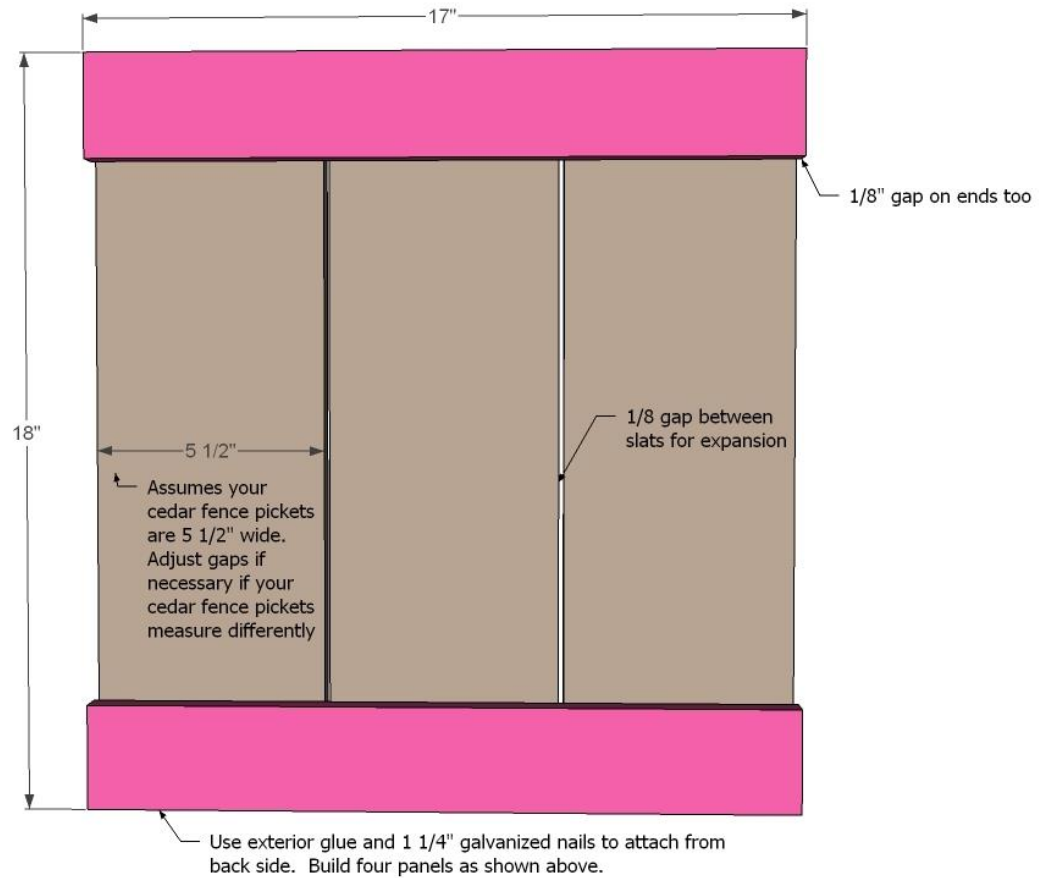 17"
1/8" gap on ends too
18"
1/8 gap between
slats for expansion
5 1/2"
Assumes your
cedar fence pickets
are 5 1/2" wide.
Adjust gaps if
necessary if your
cedar fence pickets
measure differently
Use exterior glue and 1 1/4" galvanized nails to attach from
back side.  Build four panels as shown above.